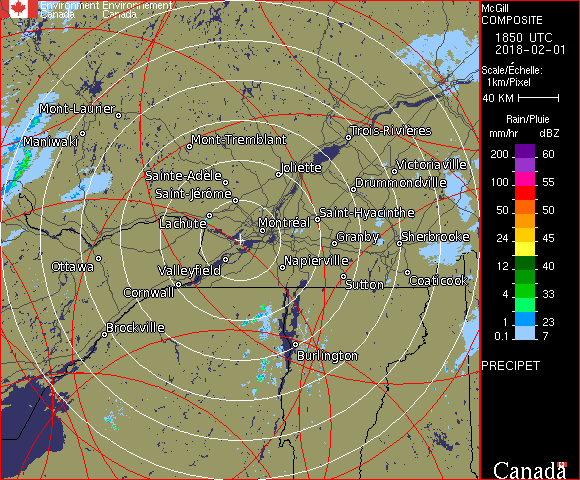 Environment Environnement
Canada Canada
McGill
COMPOSITE
1850 UTC
2018-02-01
Scale/Échelle:
1km/Pixel
40 KM
Rain/Pluie
mm/hr dBZ
200 60
100 55
50 50
24 45
12 40
4 33
1 23
0.1 7
PRECIPET
Canada
Mont-Laurier
Maniwaki
Mont-Tremblant
Trois-Rivières
Joliette
Victoriaville
Sainte-Adèle
Drummondville
Saint-Jérôme
Lachute
Saint-Hyacinthe
Montréal
Granby
Sherbrooke
Ottawa
Valleyfield
Napierville
Cornwall
Sutton
Coaticook
Brockville
Burlington